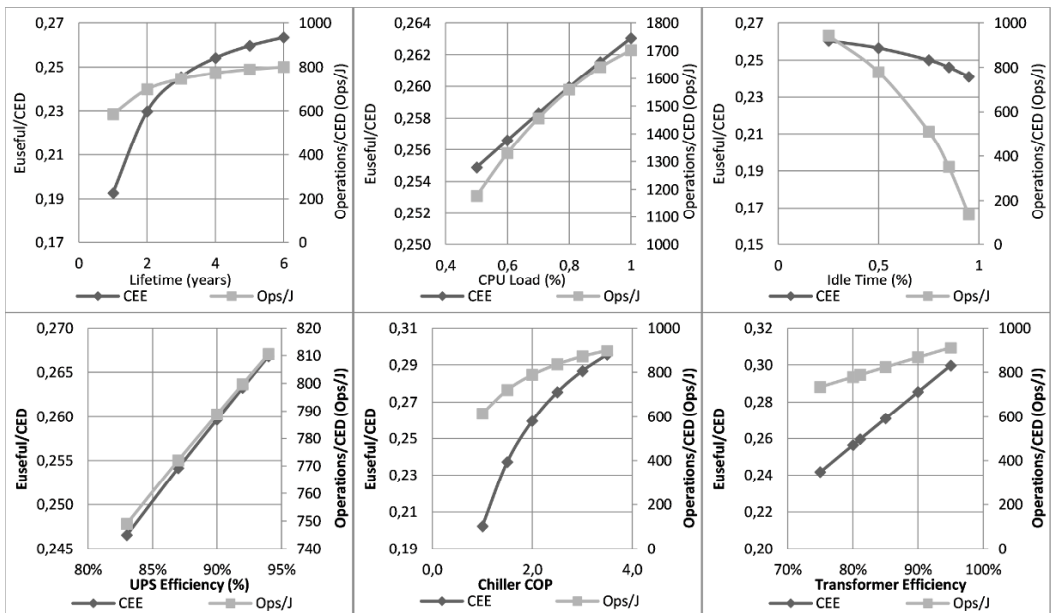 0,27
0,25
0,23
0,21
0,19
0,17
Euseful/CED
1000
800
600
400
200
0
Operations/CED (Ops/J)
0 2 4 6
Lifetime (years)
CEE Ops/J
0,266
0,264
0,262
0,260
0,258
0,256
0,254
0,252
0,250
Euseful/CED
1800
1700
1600
1500
1400
1300
1200
1100
1000
Operations/CED (Ops/J)
0,4 0,6 0,8 1
CPU Load (%)
CEE Ops/J
0,27
0,25
0,23
0,21
0,19
0,17
0,15
Euseful/CED
1000
800
600
400
200
0
Operations/CED (Ops/J)
0 0,5 1
Idle Time (%)
CEE Ops/J
0,270
0,265
0,260
0,255
0,250
0,245
Euseful/CED
820
810
800
790
780
770
760
750
740
Operations/CED (Ops/J)
80% 85% 90% 95%
UPS Efficiency (%)
CEE Ops/J
0,31
0,29
0,27
0,25
0,23
0,21
0,19
Euseful/CED
1000
800
600
400
200
0
Operations/CED (Ops/J)
0,0 2,0 4,0
Chiller COP
CEE Ops/J
0,32
0,30
0,28
0,26
0,24
0,22
0,20
Euseful/CED
1000
800
600
400
200
0
Operations/CED (Ops/J)
70% 80% 90% 100%
Transformer Efficiency
CEE Ops/J